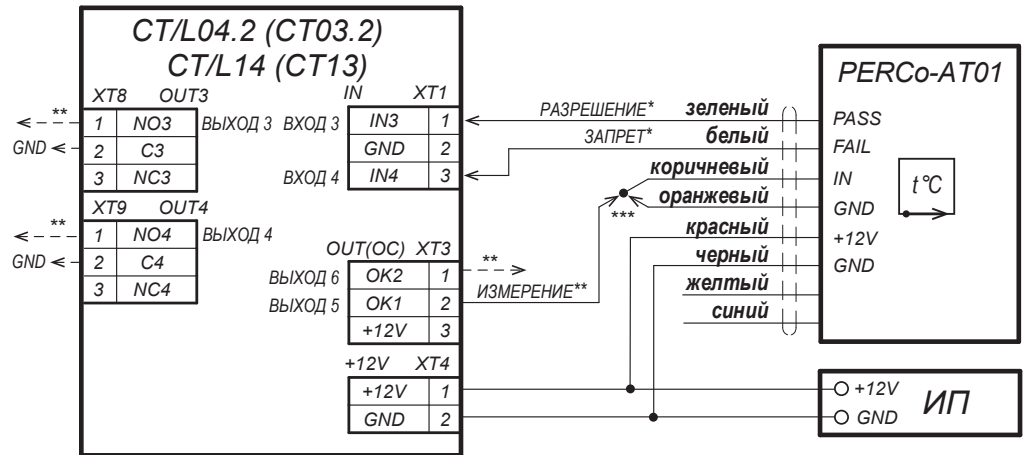 CT/L04.2 (CT03.2)
CT/L14 (CT13)
XT8 OUT3
1 NO3 ВЫХОД 3
2 C3
3 NC3
**
GND
XT9 OUT4
1 NO4 ВЫХОД 4
2 C4
3 NC4
**
GND
IN XT1
ВХОД 3 IN3 1
GND 2
ВХОД 4 IN4 3
OUT(OC) XT3
ВЫХОД 6 OK2 1
ВЫХОД 5 OK1 2
+12V 3
+12V XT4
+12V 1
GND 2
РАЗРЕШЕНИЕ* зеленый
ЗАПРЕТ* белый
коричневый
оранжевый
***
красный
черный
**
ИЗМЕРЕНИЕ**
желтый
синий
PERCo-AT01
PASS
FAIL
IN
GND
+12V
GND
t°C
+12V
GND
ИП